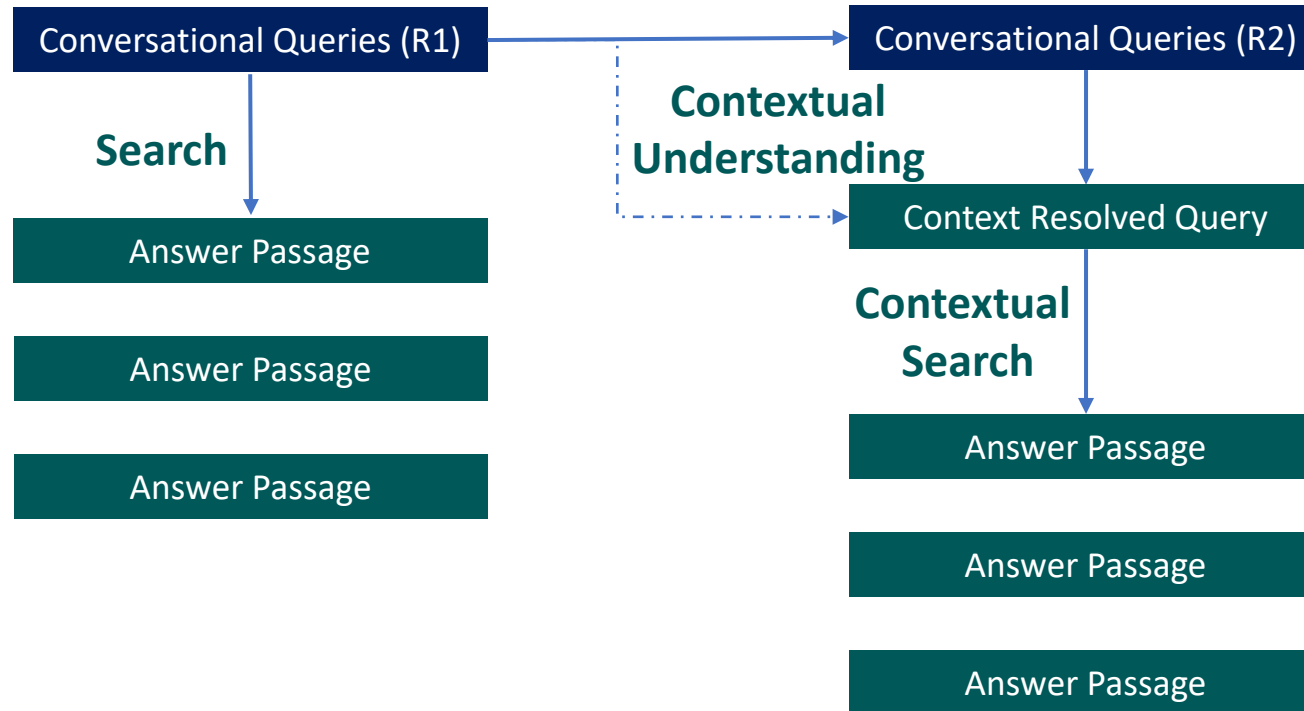 Conversational Queries (R1)
Search
Answer Passage
Answer Passage
Answer Passage
Contextual
Understanding
Conversational Queries (R2)
Context Resolved Query
Contextual
Search
Answer Passage
Answer Passage
Answer Passage